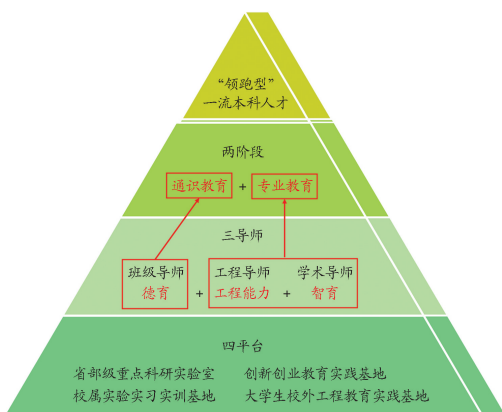 “领跑型”
一流本科人才
两阶段
通识教育 + 专业教育
三导师
班级导师 工程导师 学术导师
德育 + 工程能力 + 智育
四平台
省部级重点科研实验室 创新创业教育实践基地
校属实验实习实训基地 大学生校外工程教育实践基地